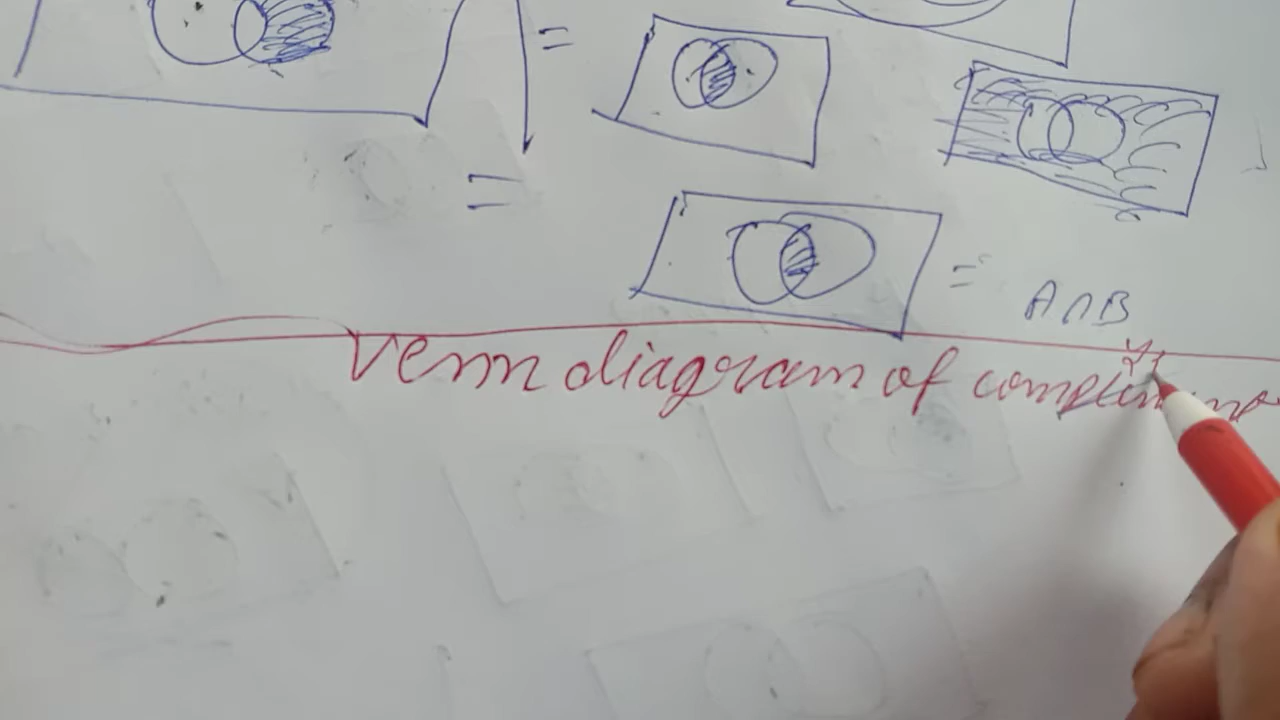 =
=
= A∩B
Venn diagram of